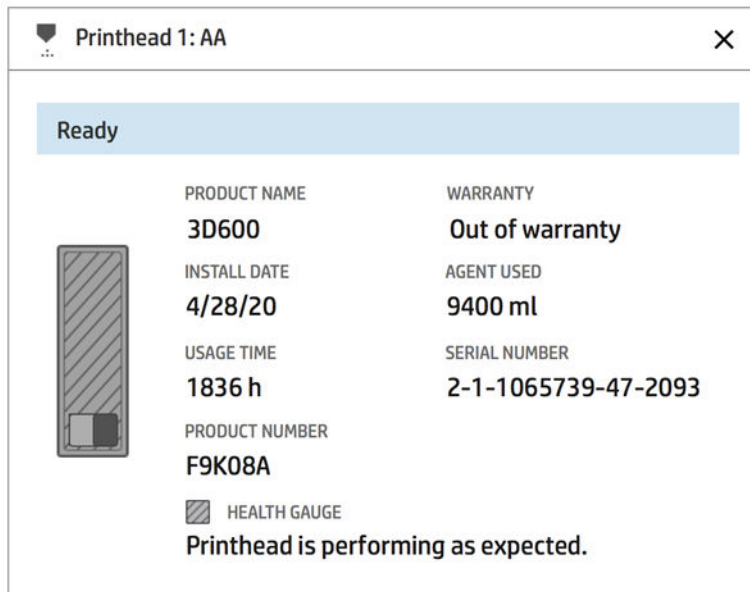 Printhead 1: AA
Ready
PRODUCT NAME
3D600
WARRANTY
Out of warranty
INSTALL DATE
4/28/20
AGENT USED
9400 ml
USAGE TIME
1836 h
SERIAL NUMBER
2-1-1065739-47-2093
PRODUCT NUMBER
F9K08A
HEALTH GAUGE
Printhead is performing as expected.